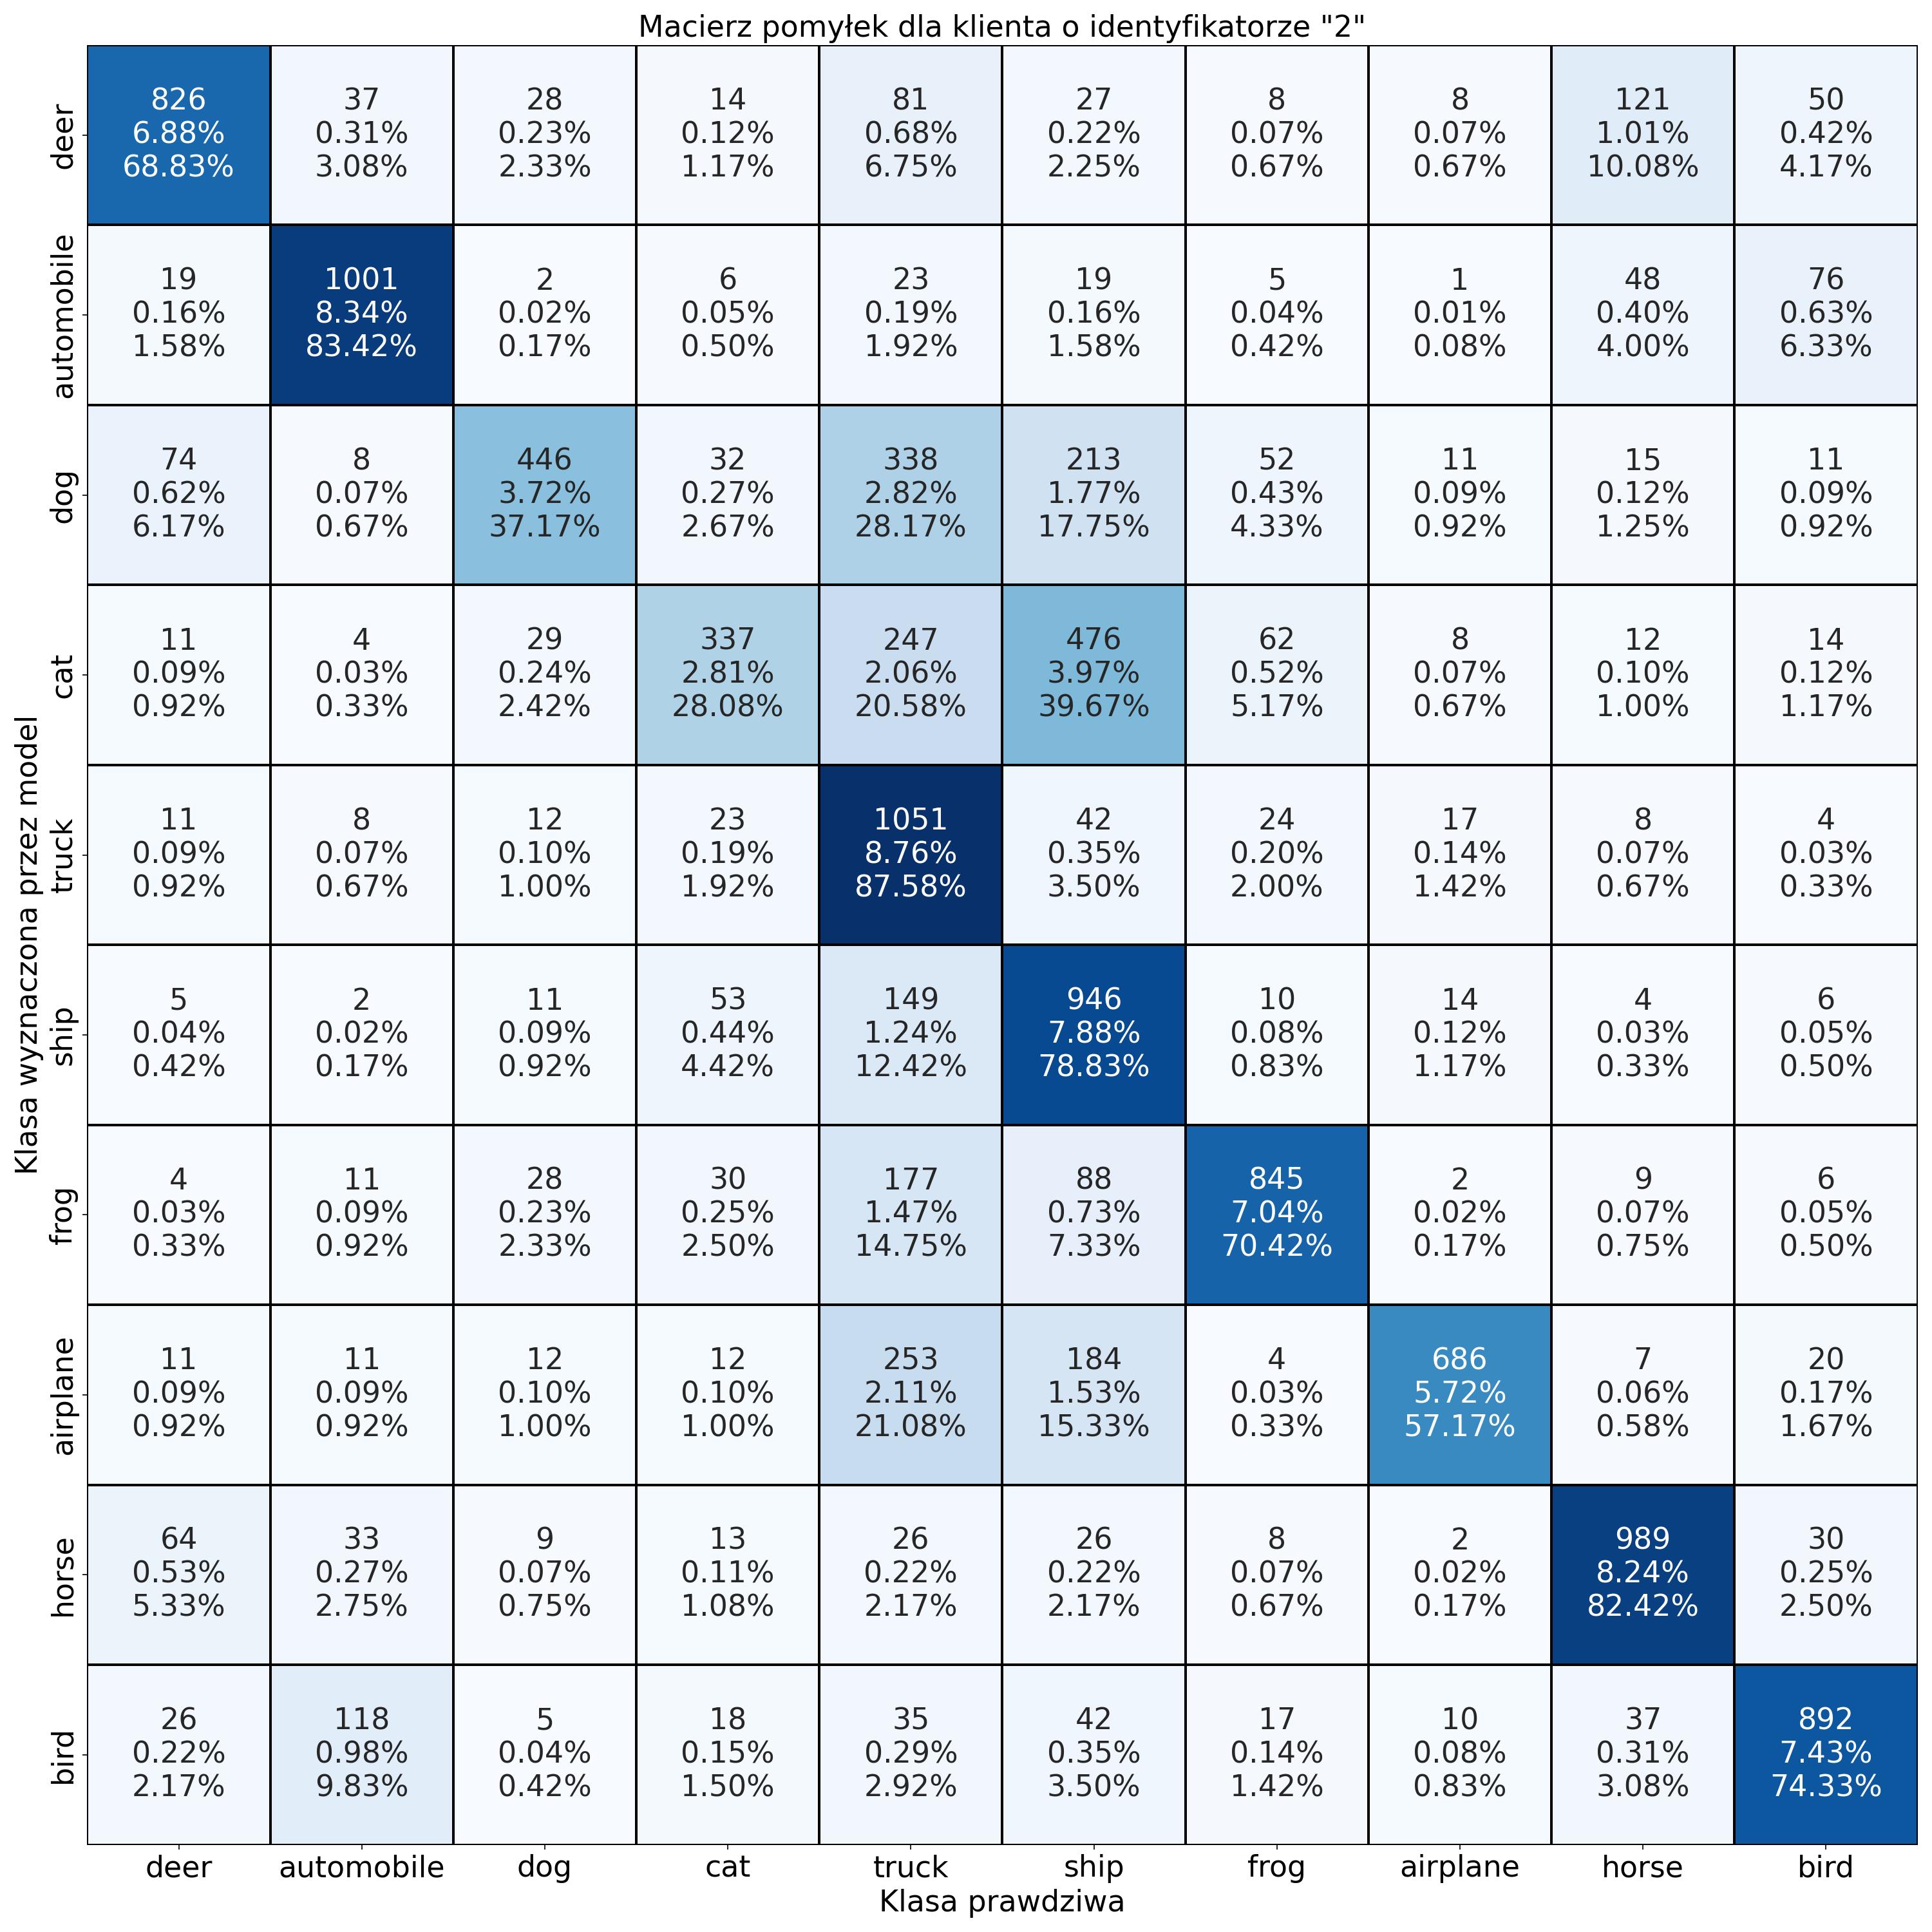 Macierz pomyłek dla klienta o identyfikatorze "2"
Klasa wyznaczona przez model
deer
826 37 28 14 81 27 8 8 121 50
6.88% 0.31% 0.23% 0.12% 0.68% 0.22% 0.07% 0.07% 1.01% 0.42%
68.83% 3.08% 2.33% 1.17% 6.75% 2.25% 0.67% 0.67% 10.08% 4.17%
automobile
19 1001 2 6 23 19 5 1 48 76
0.16% 8.34% 0.02% 0.05% 0.19% 0.16% 0.04% 0.01% 0.40% 0.63%
1.58% 83.42% 0.17% 0.50% 1.92% 1.58% 0.42% 0.08% 4.00% 6.33%
dog
74 8 446 32 338 213 52 11 15 11
0.62% 0.07% 3.72% 0.27% 2.82% 1.77% 0.43% 0.09% 0.12% 0.09%
6.17% 0.67% 37.17% 2.67% 28.17% 17.75% 4.33% 0.92% 1.25% 0.92%
cat
11 4 29 337 247 476 62 8 12 14
0.09% 0.03% 0.24% 2.81% 2.06% 3.97% 0.52% 0.07% 0.10% 0.12%
0.92% 0.33% 2.42% 28.08% 20.58% 39.67% 5.17% 0.67% 1.00% 1.17%
truck
11 8 12 23 1051 42 24 17 8 4
0.09% 0.07% 0.10% 0.19% 8.76% 0.35% 0.20% 0.14% 0.07% 0.03%
0.92% 0.67% 1.00% 1.92% 87.58% 3.50% 2.00% 1.42% 0.67% 0.33%
ship
5 2 11 53 149 946 10 14 4 6
0.04% 0.02% 0.09% 0.44% 1.24% 7.88% 0.08% 0.12% 0.03% 0.05%
0.42% 0.17% 0.92% 4.42% 12.42% 78.83% 0.83% 1.17% 0.33% 0.50%
frog
4 11 28 30 177 88 845 2 9 6
0.03% 0.09% 0.23% 0.25% 1.47% 0.73% 7.04% 0.02% 0.07% 0.05%
0.33% 0.92% 2.33% 2.50% 14.75% 7.33% 70.42% 0.17% 0.75% 0.50%
airplane
11 11 12 12 253 184 4 686 7 20
0.09% 0.09% 0.10% 0.10% 2.11% 1.53% 0.03% 5.72% 0.06% 0.17%
0.92% 0.92% 1.00% 1.00% 21.08% 15.33% 0.33% 57.17% 0.58% 1.67%
horse
64 33 9 13 26 26 8 2 989 30
0.53% 0.27% 0.07% 0.11% 0.22% 0.22% 0.07% 0.02% 8.24% 0.25%
5.33% 2.75% 0.75% 1.08% 2.17% 2.17% 0.67% 0.17% 82.42% 2.50%
bird
26 118 5 18 35 42 17 10 37 892
0.22% 0.98% 0.04% 0.15% 0.29% 0.35% 0.14% 0.08% 0.31% 7.43%
2.17% 9.83% 0.42% 1.50% 2.92% 3.50% 1.42% 0.83% 3.08% 74.33%
deer automobile dog cat truck ship frog airplane horse bird
Klasa prawdziwa